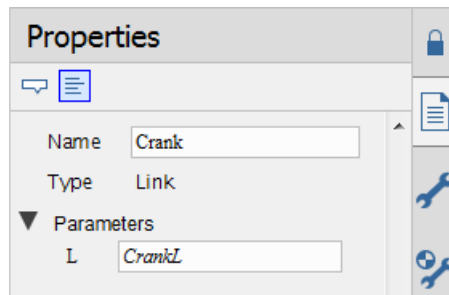 Properties
Name Crank
Type Link
Parameters
L CrankL